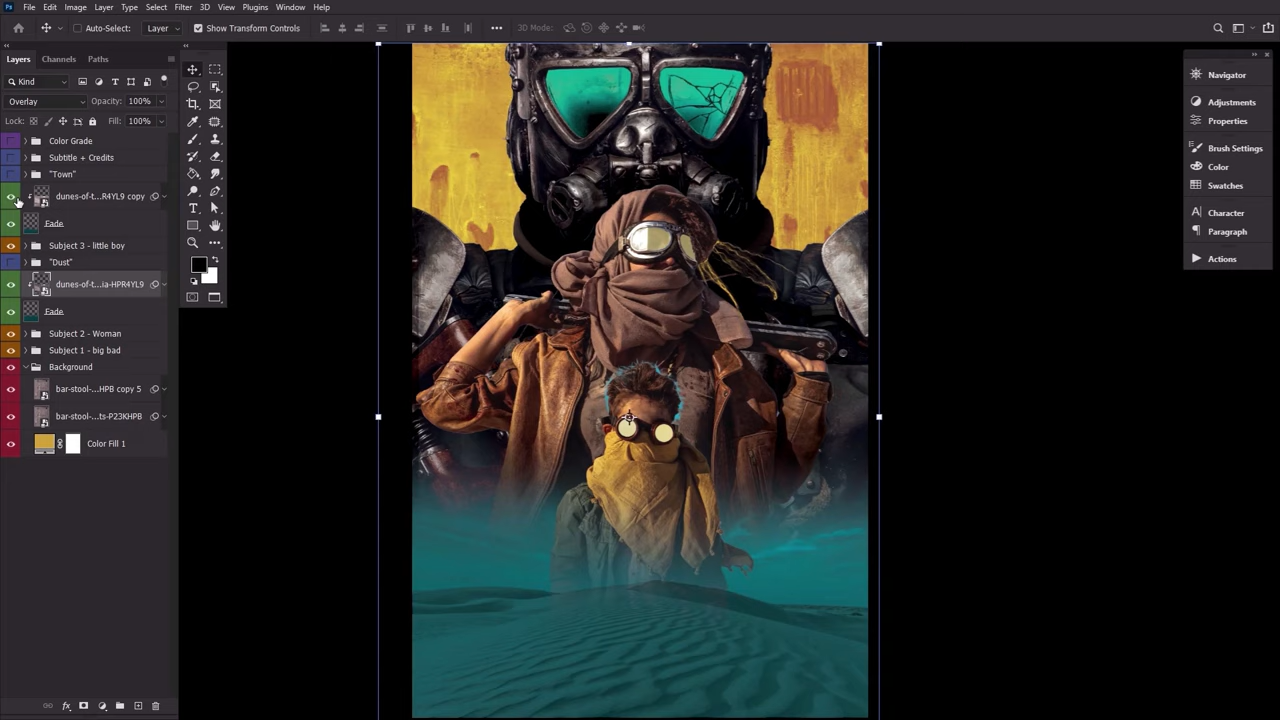 Ps File Edit Image Layer Type Select Filter 3D View Plugins Window Help
Auto-Select: Layer Show Transform Controls 3D Mode:
Layers Channels Paths
Kind
Overlay Opacity: 100%
Lock: Fill: 100%
Color Grade
Subtitle + Credits
"Town"
dunes-of-t...R4YL9 copy
Fade
Subject 3 - little boy
"Dust"
dunes-of-t...ia-HPR4YL9
Fade
Subject 2 - Woman
Subject 1 - big bad
Background
bar-stool-...HPB copy 5
bar-stool-...ts-P23KHPB
Color Fill 1
Navigator
Adjustments
Properties
Brush Settings
Color
Swatches
Character
Paragraph
Actions